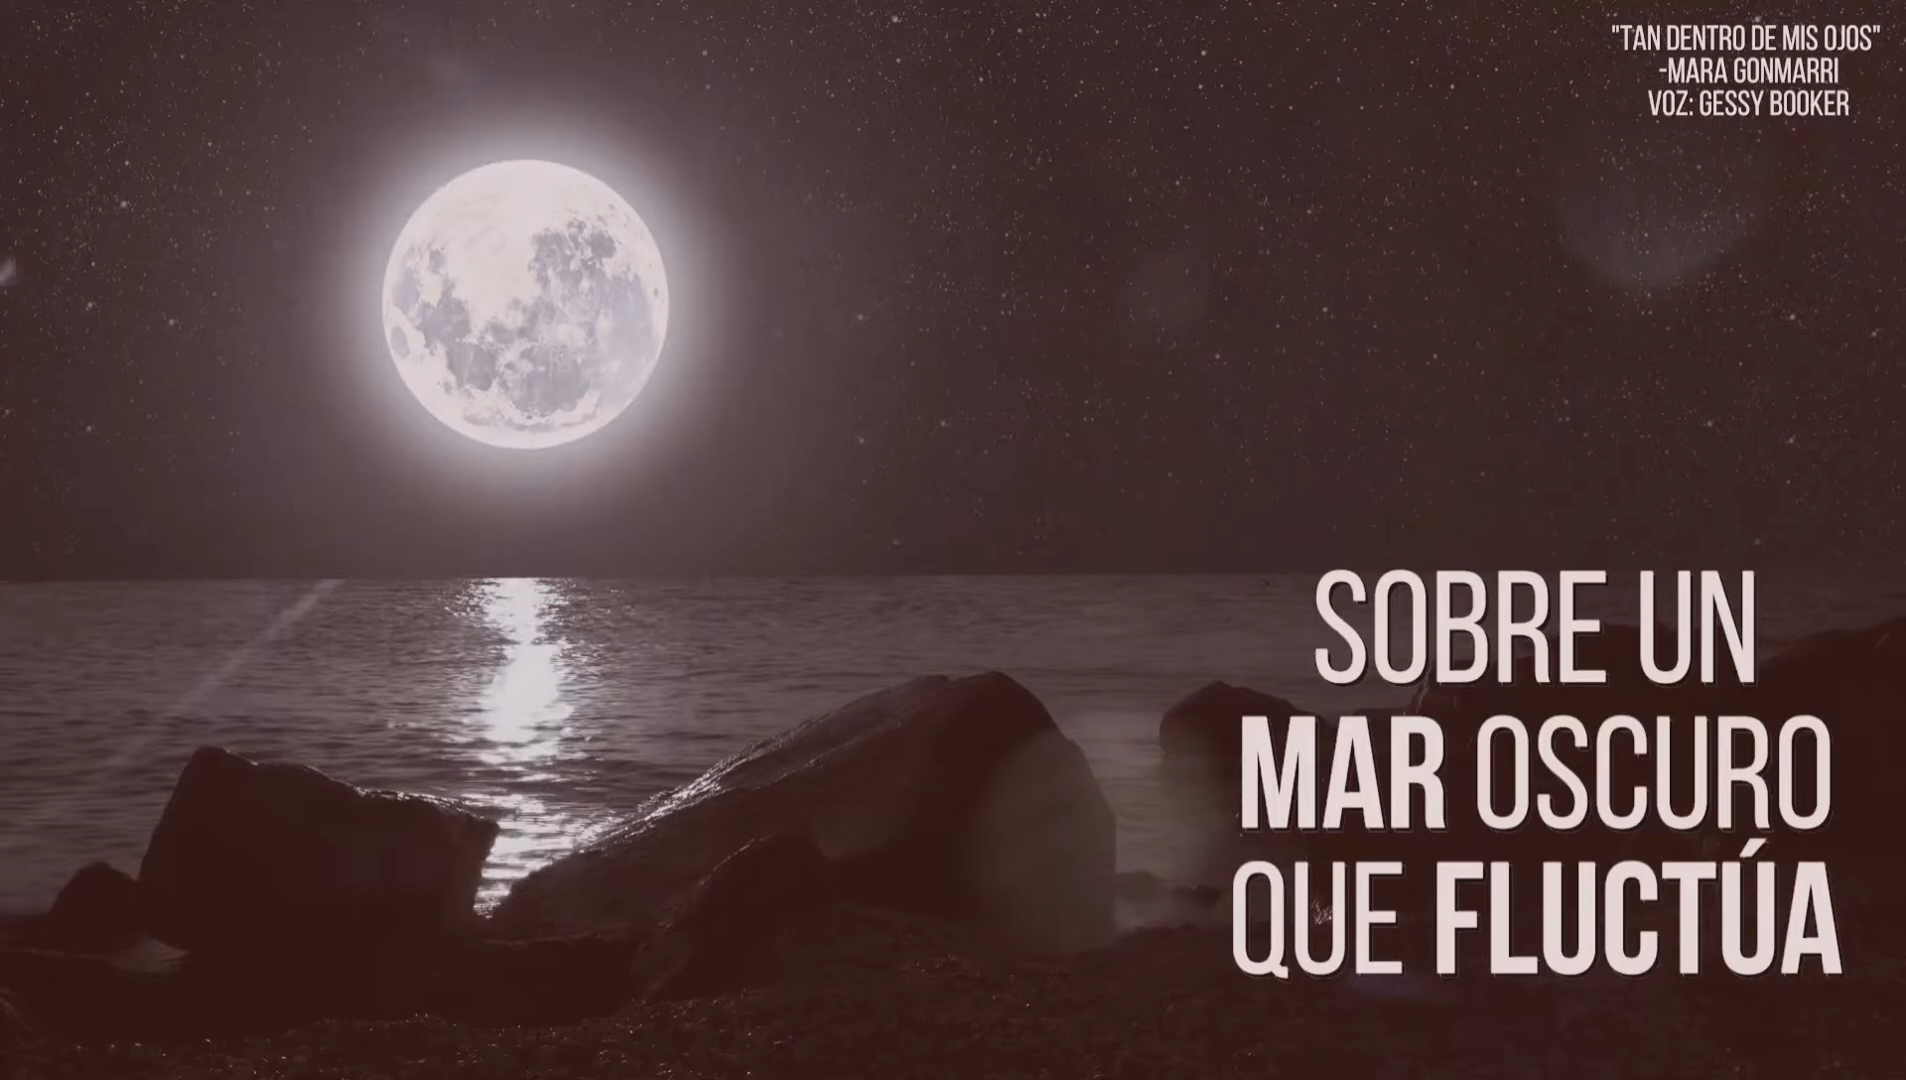 "TAN DENTRO DE MIS OJOS"
-MARA GONMARRI
VOZ: GESSY BOOKER
SOBRE UN
MAR OSCURO
QUE FLUCTÚA